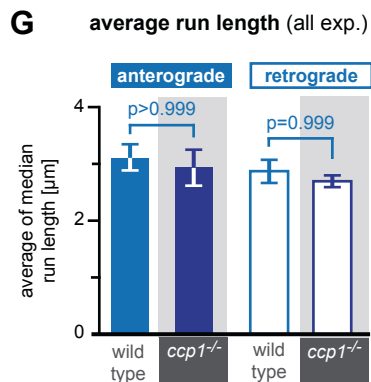 G average run length (all exp.)
anterograde retrograde
p>0.999 p=0.999
average of median
run length [µm]
4
2
0
wild
type
ccp1-/-
wild
type
ccp1-/-